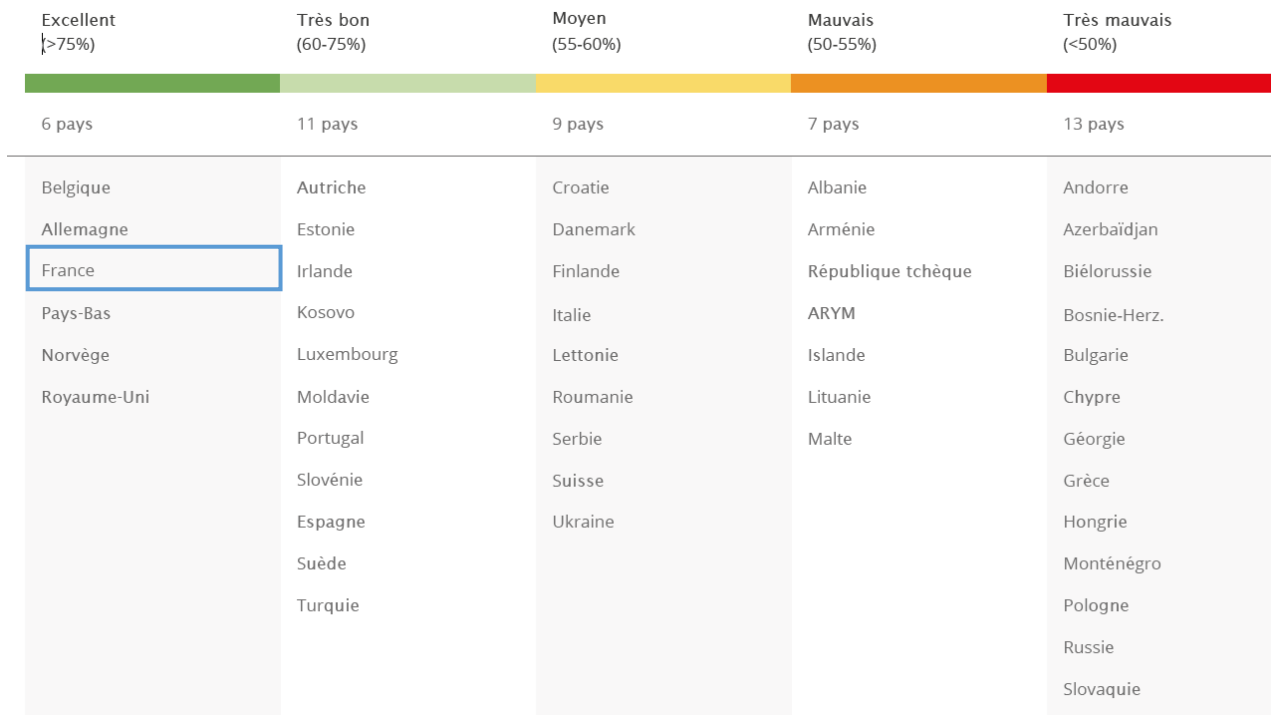 Excellent
(>75%)
Très bon
(60-75%)
Moyen
(55-60%)
Mauvais
(50-55%)
Très mauvais
(<50%)
6 pays
11 pays
9 pays
7 pays
13 pays
Belgique
Allemagne
France
Pays-Bas
Norvège
Royaume-Uni
Autriche
Estonie
Irlande
Kosovo
Luxembourg
Moldavie
Portugal
Slovénie
Espagne
Suède
Turquie
Croatie
Danemark
Finlande
Italie
Lettonie
Roumanie
Serbie
Suisse
Ukraine
Albanie
Arménie
République tchèque
ARYM
Islande
Lituanie
Malte
Andorre
Azerbaïdjan
Biélorussie
Bosnie-Herz.
Bulgarie
Chypre
Géorgie
Grèce
Hongrie
Monténégro
Pologne
Russie
Slovaquie